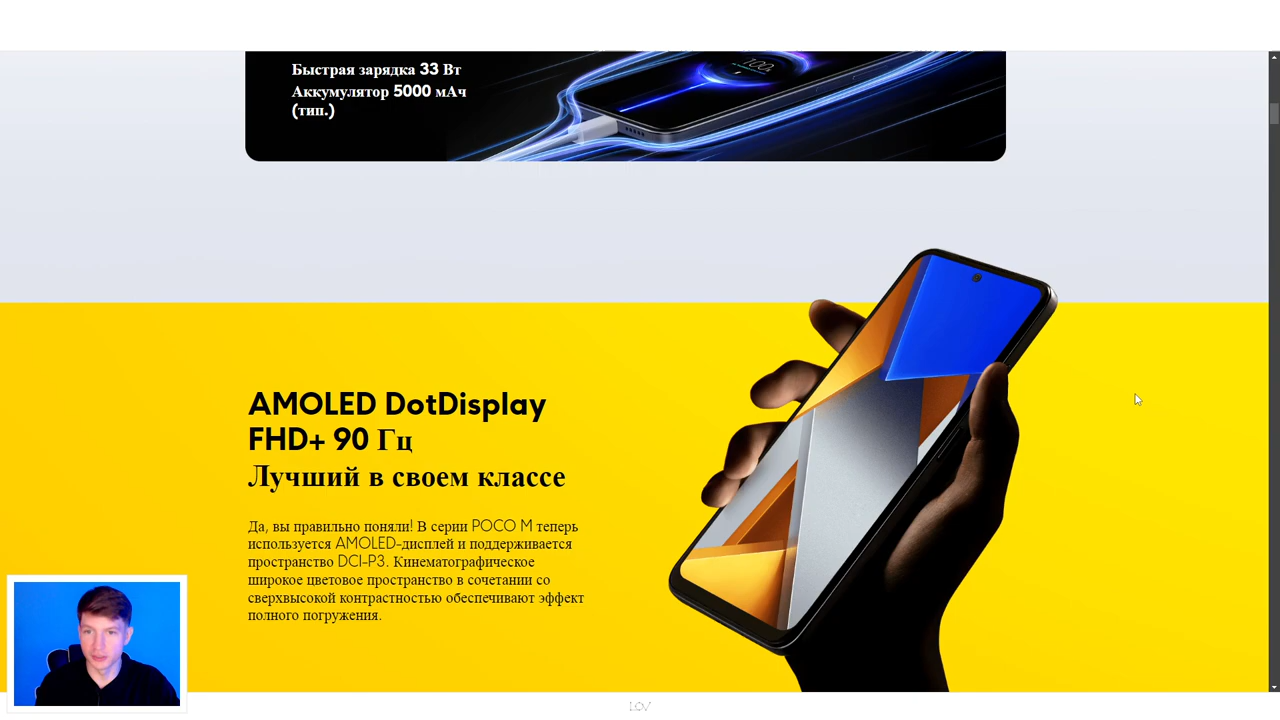 Быстрая зарядка 33 Вт
Аккумулятор 5000 мАч
(тип.)
100%
AMOLED DotDisplay
FHD+ 90 Гц
Лучший в своем классе
Да, вы правильно поняли! В серии POCO M теперь
используется AMOLED-дисплей и поддерживается
пространство DCI-P3. Кинематографическое
широкое цветовое пространство в сочетании со
сверхвысокой контрастностью обеспечивают эффект
полного погружения.